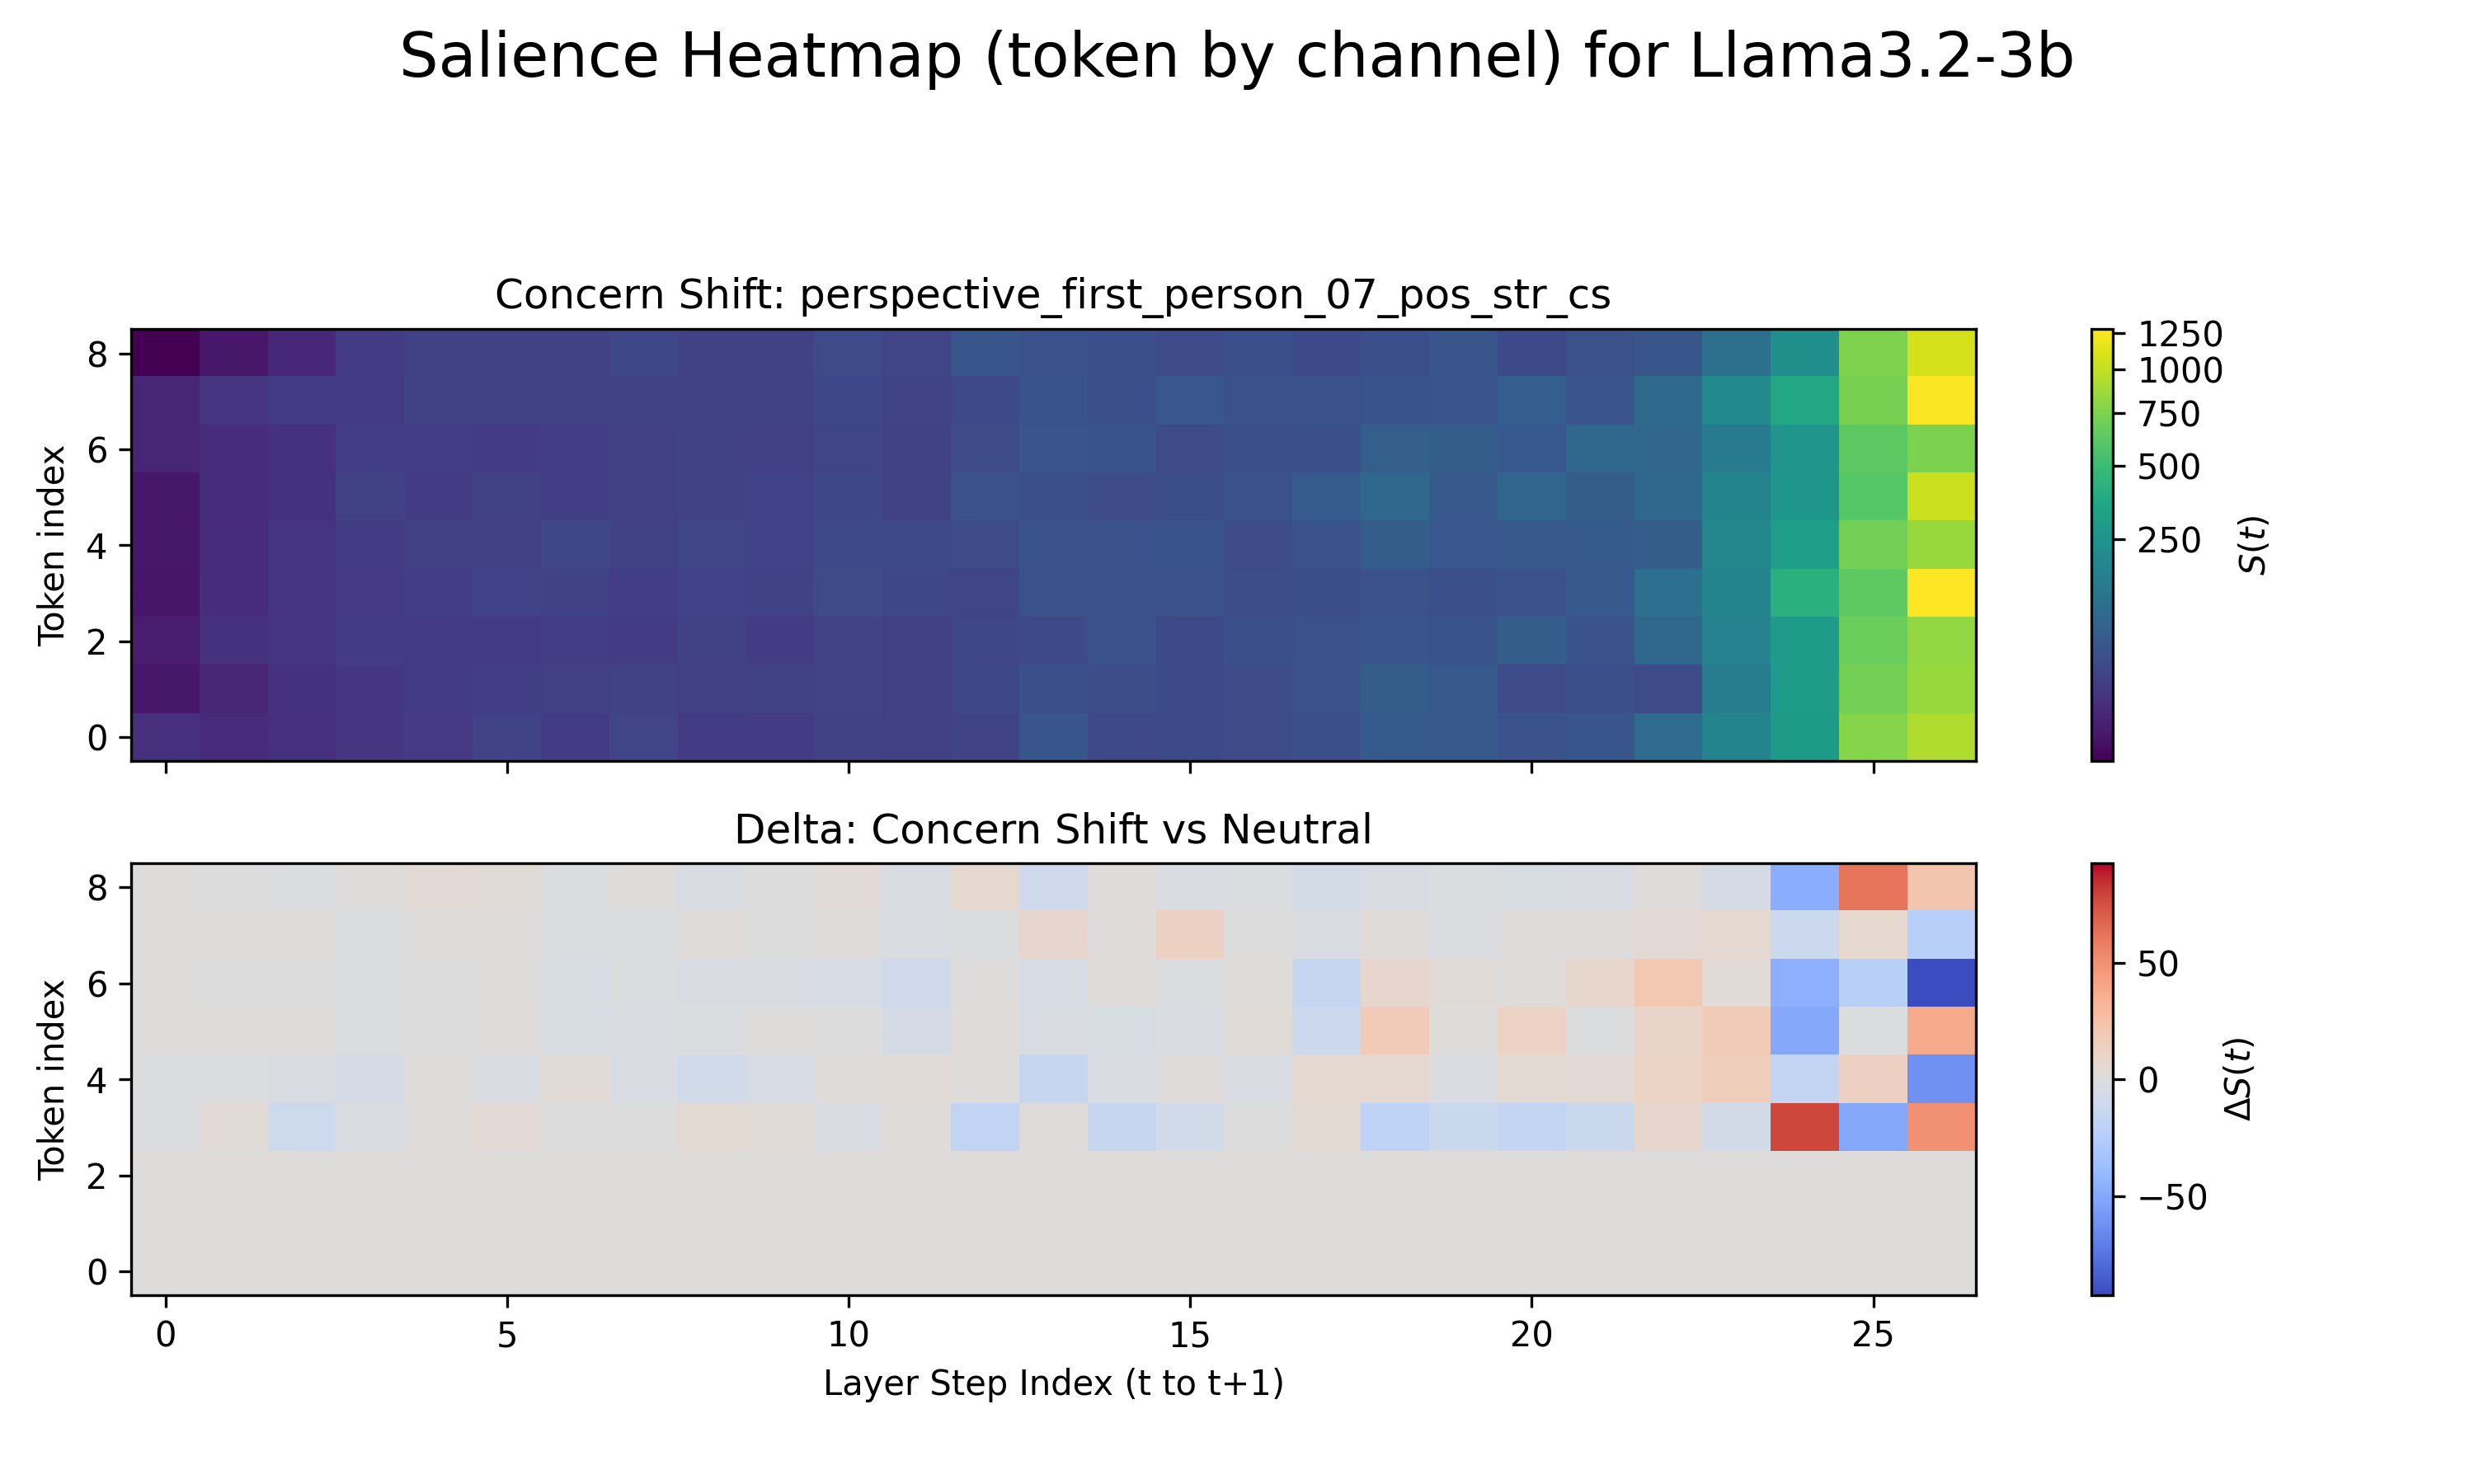 Salience Heatmap (token by channel) for Llama3.2-3b
Concern Shift: perspective_first_person_07_pos_str_cs
Token index
8
6
4
2
0
1250
1000
750
500
250
S(t)
Delta: Concern Shift vs Neutral
Token index
8
6
4
2
0
0 5 10 15 20 25
Layer Step Index (t to t+1)
50
0
−50
ΔS(t)